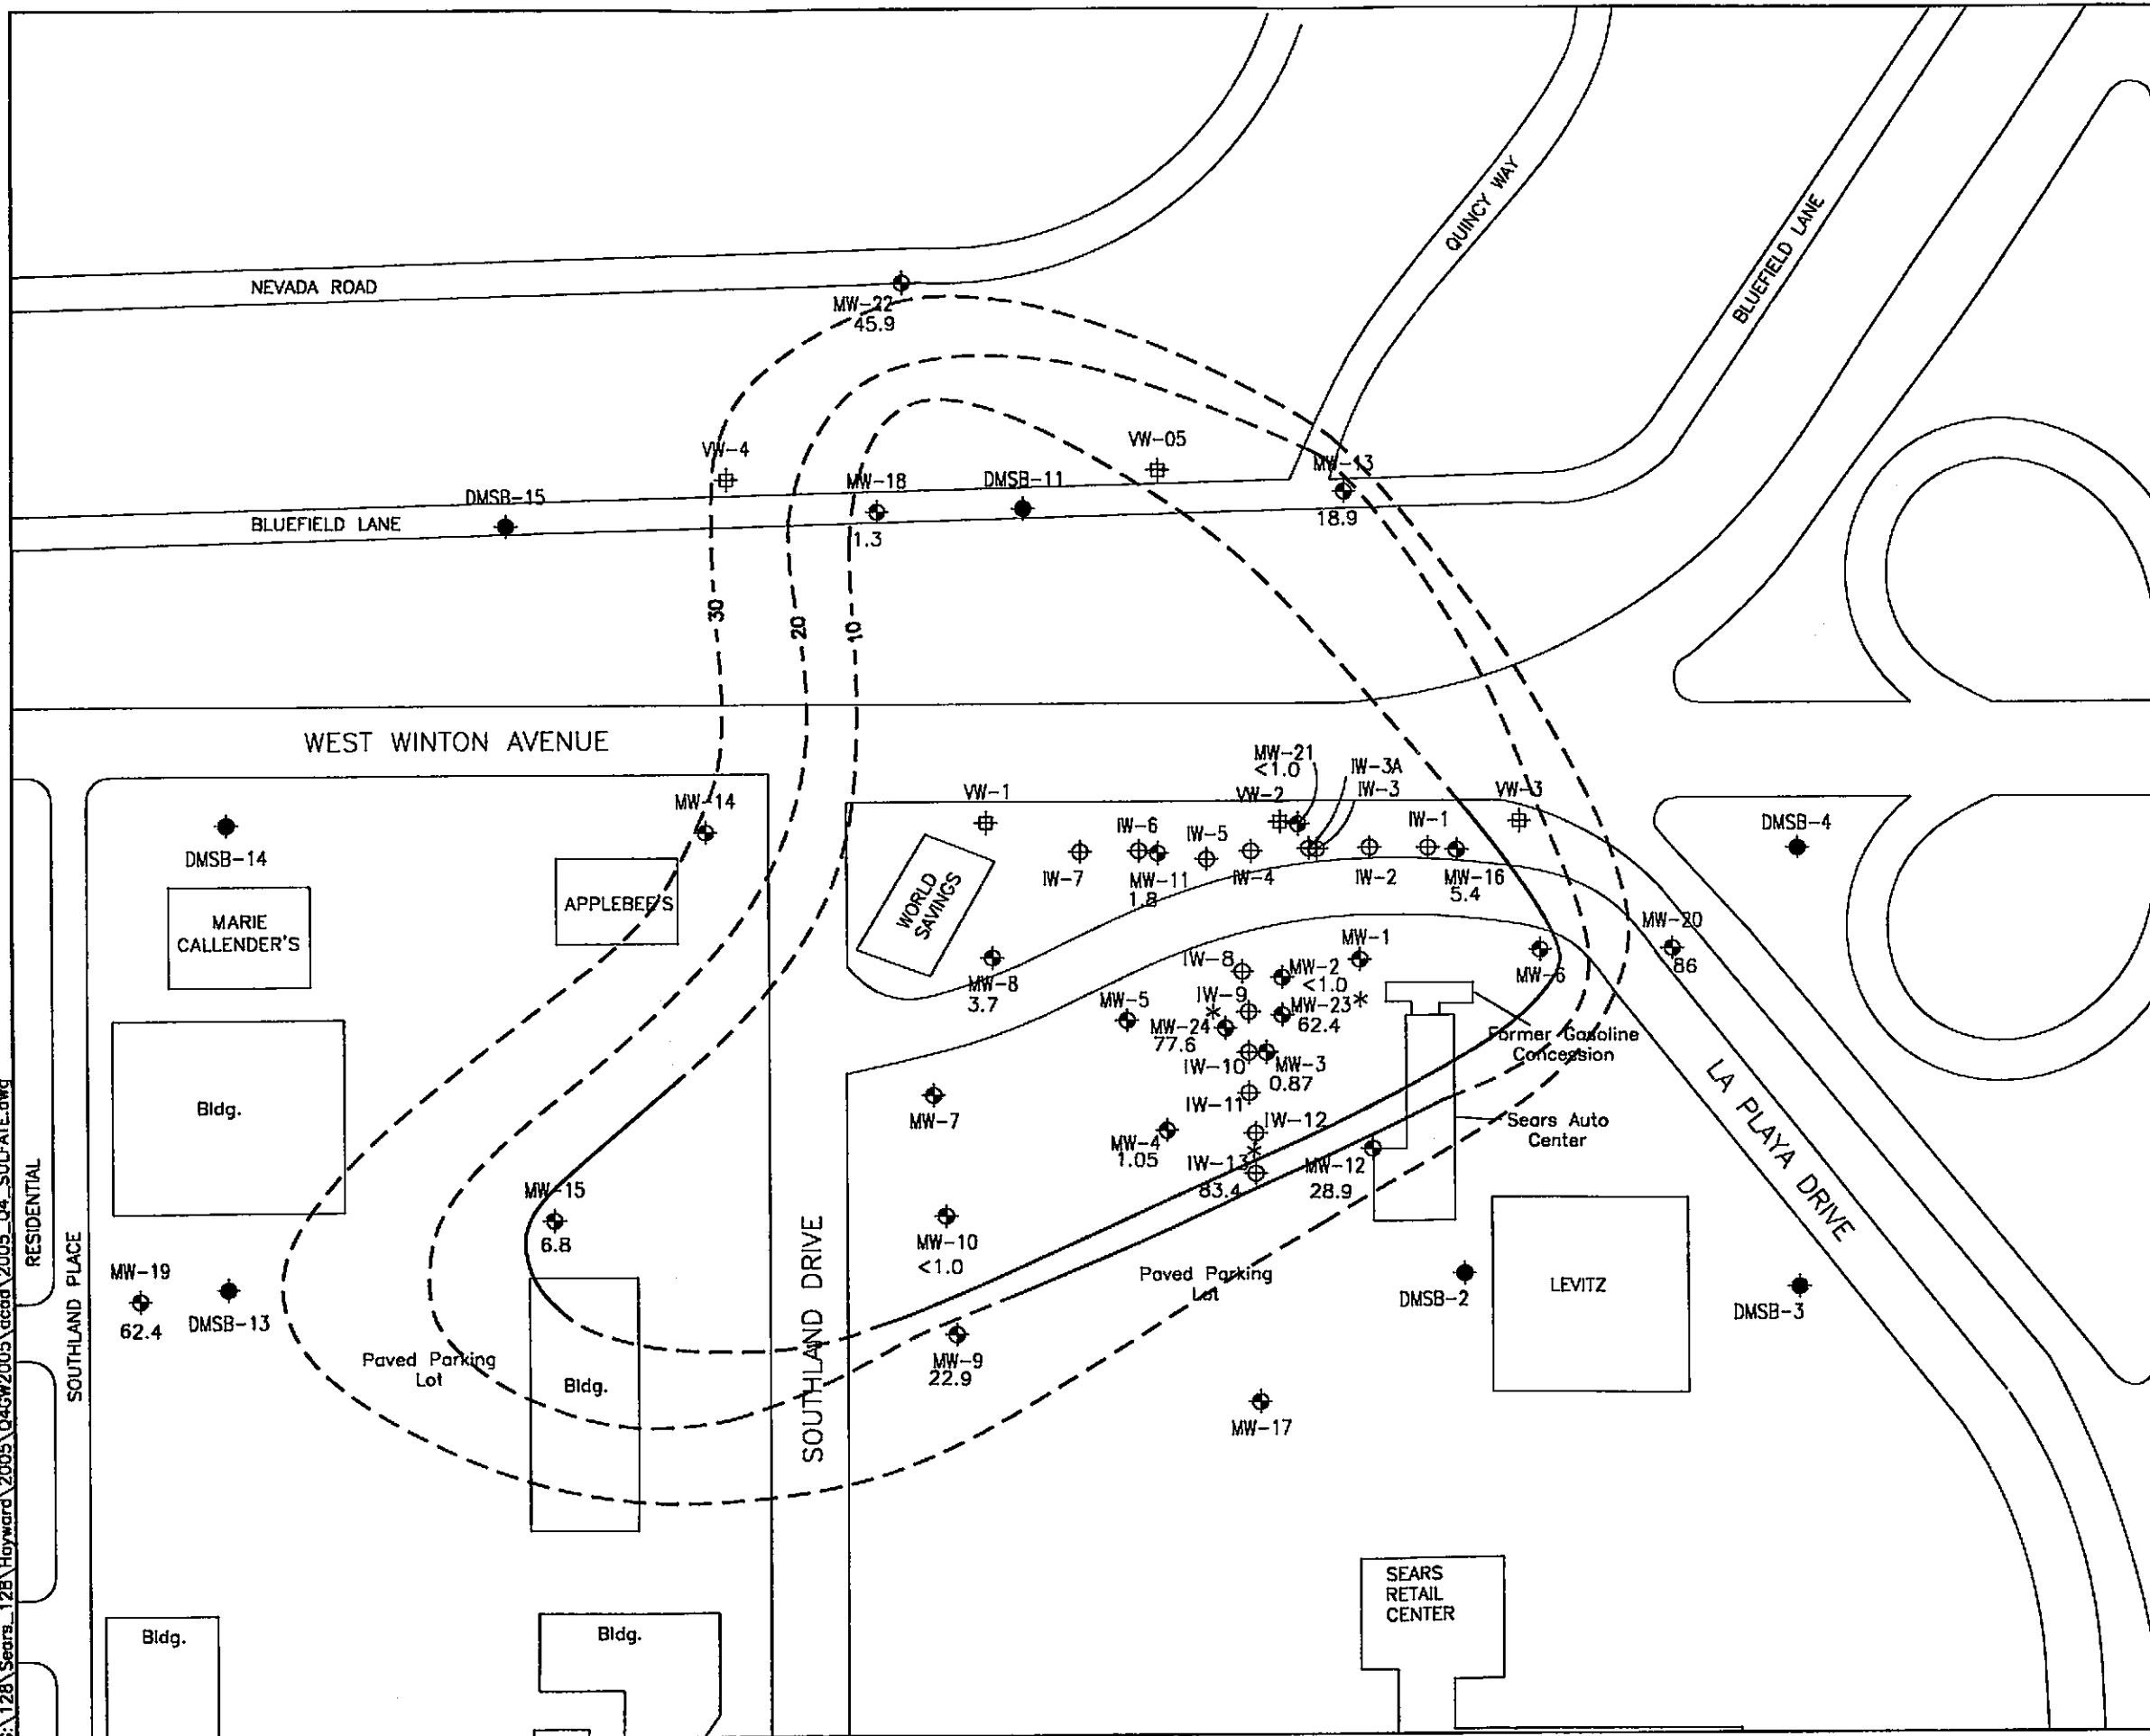 NEVADA ROAD
QUINCY WAY
BLUEFIELD LANE
MW-22
45.9
VW-4
VW-05
MW-13
18.9
DMSB-15
MW-18
1.3
DMSB-11
BLUEFIELD LANE
30
20
10
WEST WINTON AVENUE
MW-21
<1.0
IW-3A
IW-3
MW-14
VW-1
VW-2
VW-3
DMSB-14
IW-6
IW-5
IW-1
DMSB-4
IW-7
MW-11
1.8
IW-4
IW-2
MW-16
5.4
MARIE
CALLENDER'S
APPLEBEE'S
WORLD
SAVINGS
MW-20
86
MW-1
MW-6
IW-8
MW-2
<1.0
MW-8
3.7
MW-5
IW-9
*
MW-23*
62.4
MW-24
77.6
Former Gasoline
Concession
IW-10
MW-3
0.87
Bldg.
MW-7
IW-11
IW-12
MW-4
1.05
Sears Auto
Center
LA PLAYA DRIVE
*
IW-13
83.4
MW-12
28.9
MW-15
6.8
RESIDENTIAL
SOUTHLAND PLACE
MW-10
<1.0
MW-19
62.4
DMSB-13
Paved Parking
Lot
DMSB-2
LEVITZ
DMSB-3
SOUTHLAND DRIVE
Paved Parking
Lot
Bldg.
MW-9
22.9
MW-17
SEARS
RETAIL
CENTER
Bldg.
Bldg.
:\128\Sears_128\Hayward\2005\Q4GW2005\acad\2005_Q4_SULFATE.dwg